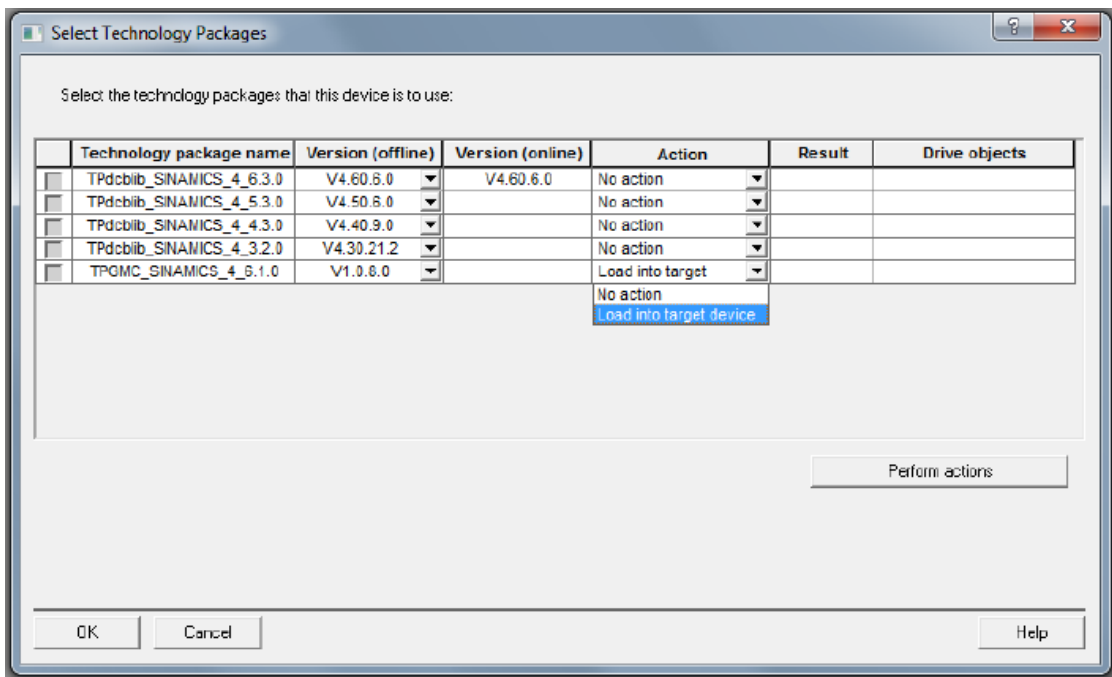 Select Technology Packages
Select the technology packages that this device is to use:
Technology package name Version (offline) Version (online) Action Result Drive objects
TPdcblib_SINAMICS_4_6.3.0 V4.60.6.0 V4.60.6.0 No action
TPdcblib_SINAMICS_4_5.3.0 V4.50.6.0 No action
TPdcblib_SINAMICS_4_4.3.0 V4.40.9.0 No action
TPdcblib_SINAMICS_4_3.2.0 V4.30.21.2 No action
TPGMC_SINAMICS_4_6.1.0 V1.0.8.0 Load into target
No action
Load into target device
Perform actions
OK Cancel Help